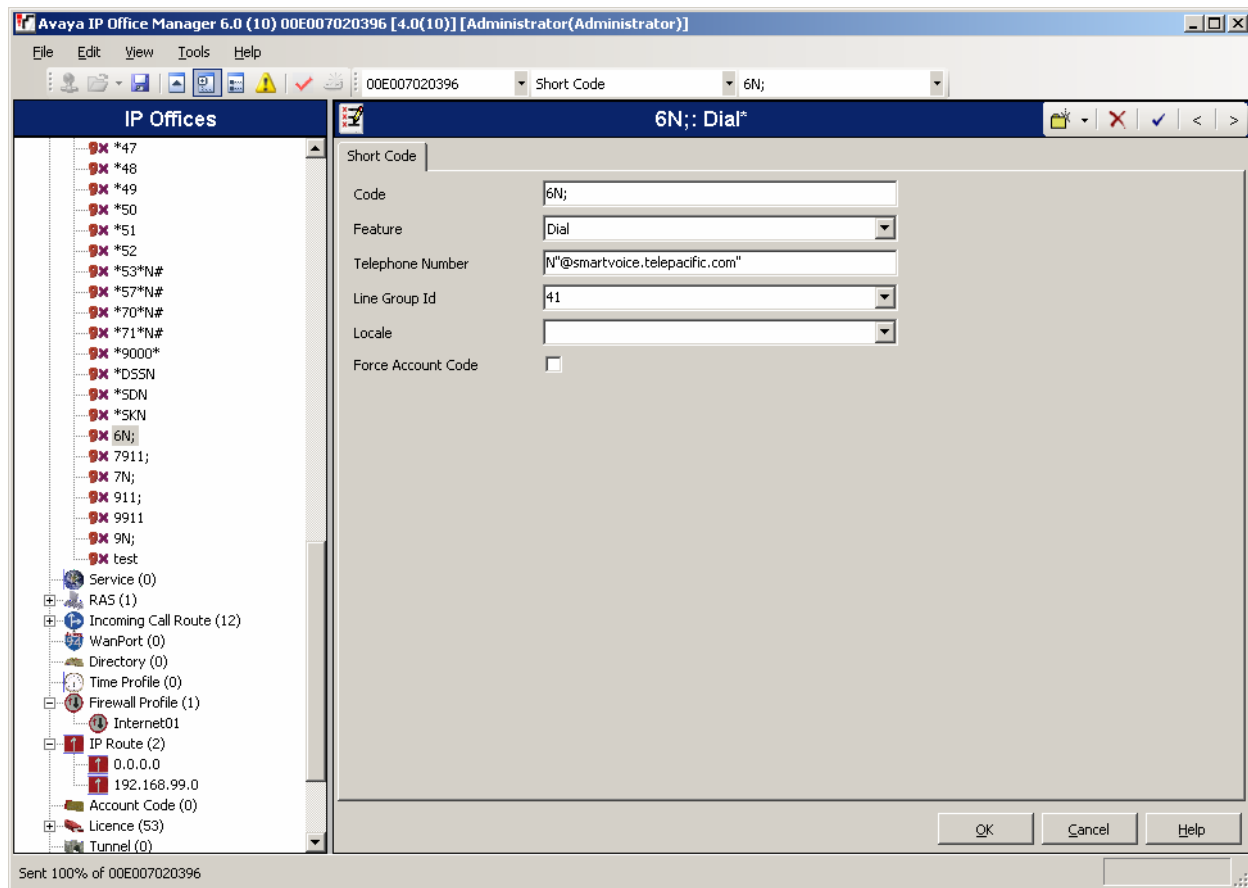 Avaya IP Office Manager 6.0 (10) 00E007020396 [4.0(10)] [Administrator(Administrator)]
File Edit View Tools Help
00E007020396 Short Code 6N;
IP Offices
*47
*48
*49
*50
*51
*52
*53*N#
*57*N#
*70*N#
*71*N#
*9000*
*DSSN
*SDN
*SKN
6N;
7911;
7N;
911;
9911
9N;
test
Service (0)
RAS (1)
Incoming Call Route (12)
WanPort (0)
Directory (0)
Time Profile (0)
Firewall Profile (1)
Internet01
IP Route (2)
0.0.0.0
192.168.99.0
Account Code (0)
Licence (53)
Tunnel (0)
6N;: Dial*
Short Code
Code 6N;
Feature Dial
Telephone Number N"@smartvoice.telepacific.com"
Line Group Id 41
Locale
Force Account Code
OK Cancel Help
Sent 100% of 00E007020396